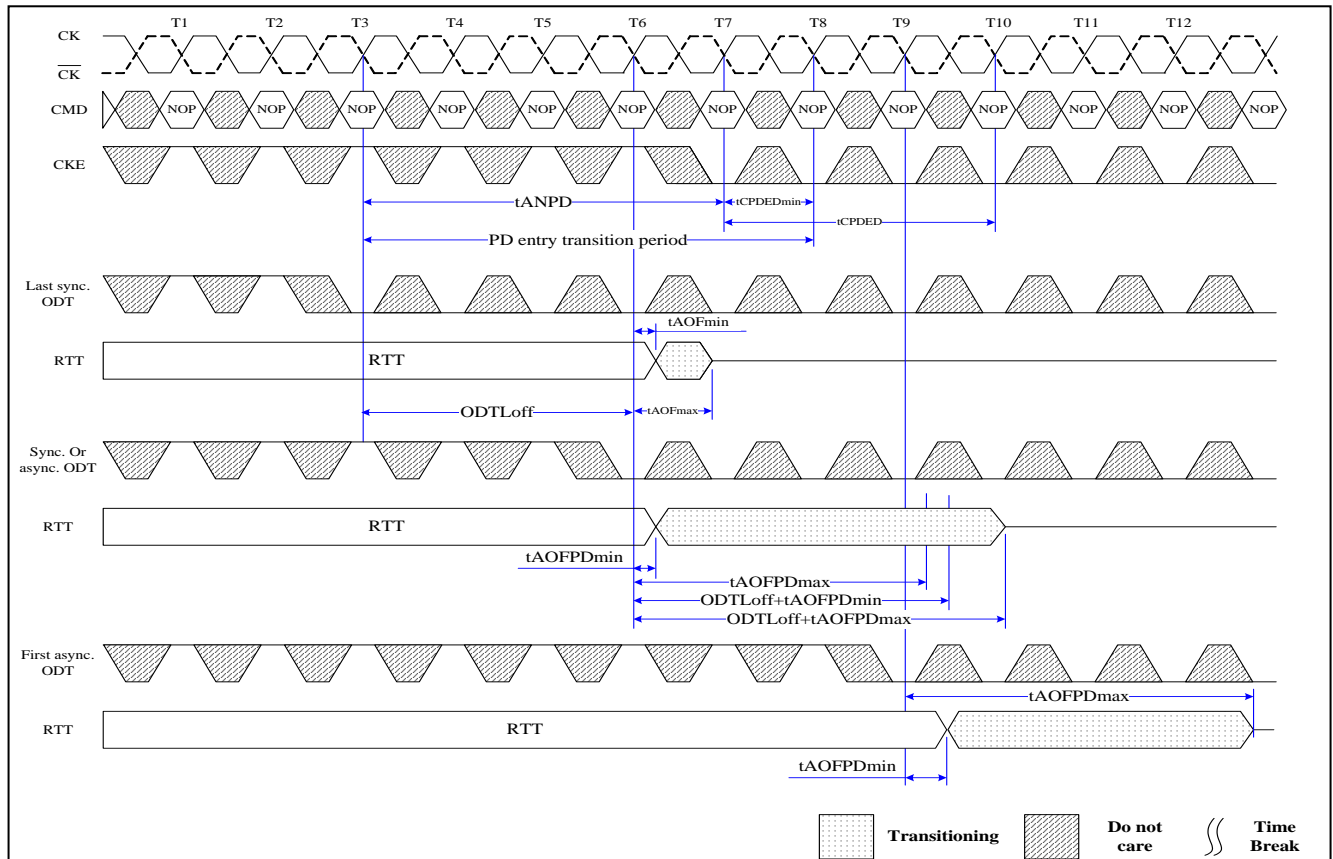 T1 T2 T3 T4 T5 T6 T7 T8 T9 T10 T11 T12
CK
CK
CMD NOP NOP NOP NOP NOP NOP NOP NOP NOP NOP NOP NOP NOP
CKE
tANPD tCPDEDmin
tCPDED
PD entry transition period
Last sync.
ODT
tAOFmin
RTT RTT
ODTLoff tAOFmax
Sync. Or
async. ODT
RTT RTT
tAOFPDmin
tAOFPDmax
ODTLoff+tAOFPDmin
ODTLoff+tAOFPDmax
First async.
ODT
tAOFPDmax
RTT RTT
tAOFPDmin
Transitioning Do not
care Time
Break